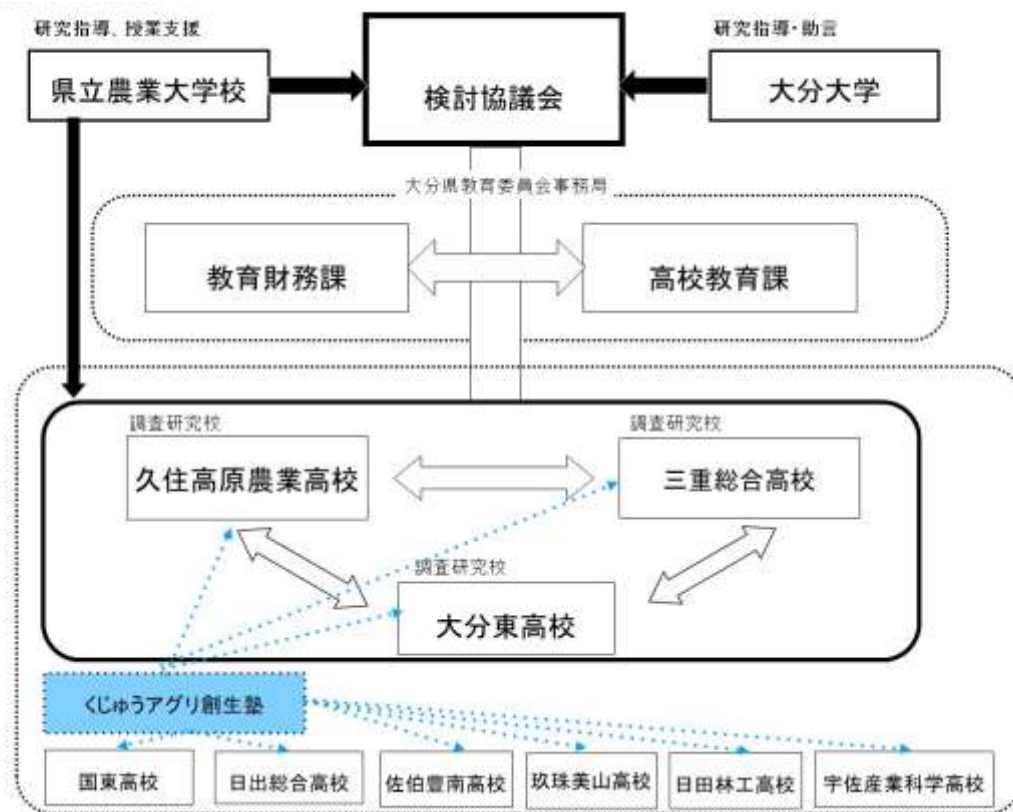 研究指導、授業支援
研究指導・助言
県立農業大学校
検討協議会
大分大学
大分県教育委員会事務局
教育財務課
高校教育課
調査研究校
調査研究校
久住高原農業高校
三重総合高校
調査研究校
大分東高校
くじゅうアグリ創生塾
国東高校
日出総合高校
佐伯豊南高校
玖珠美山高校
日田林工高校
宇佐産業科学高校